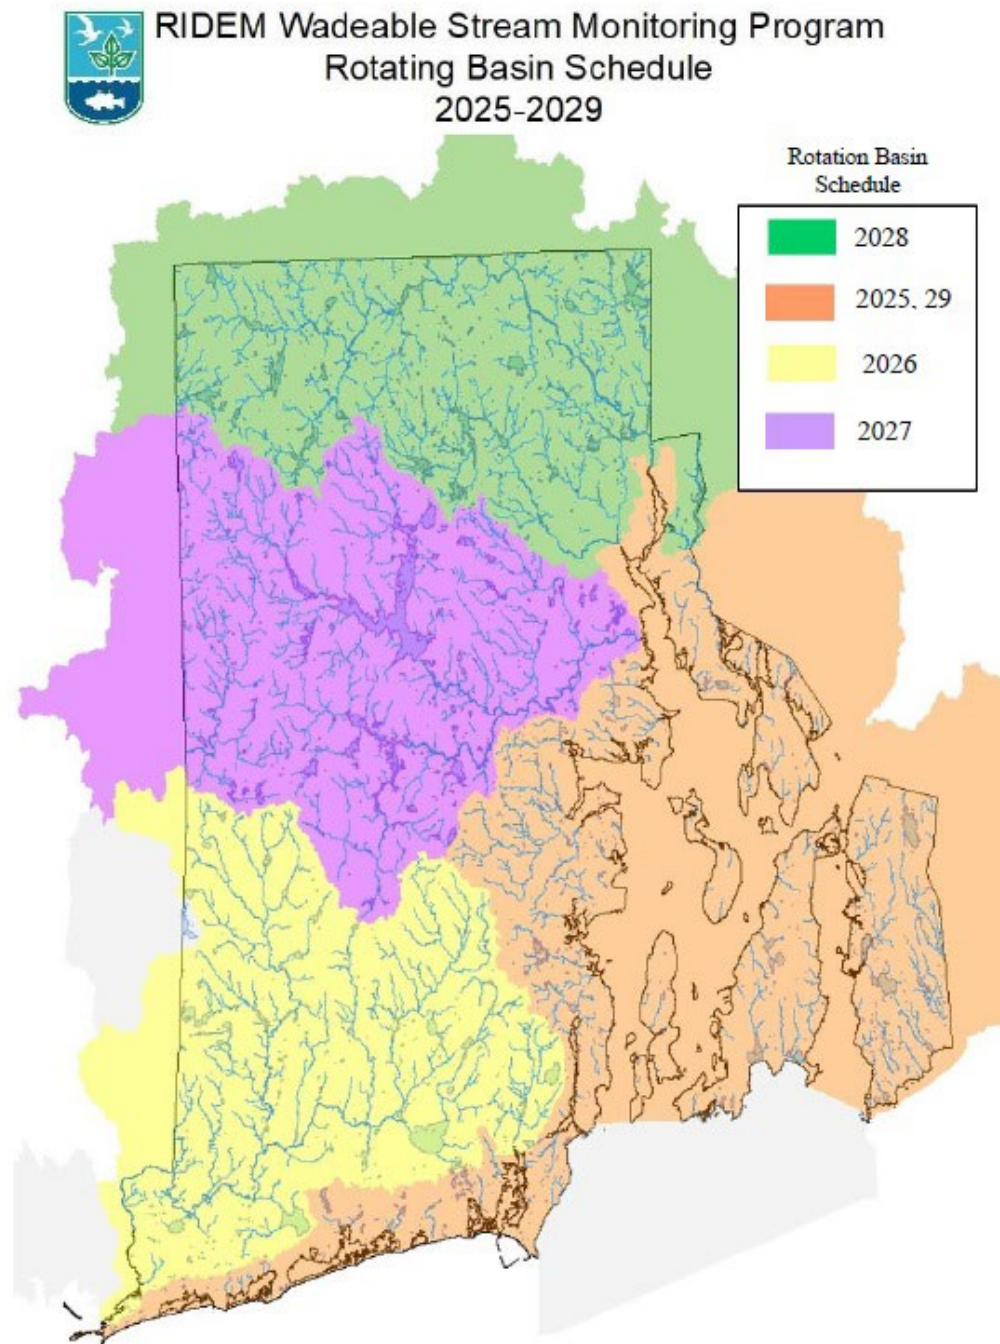 RIDEM Wadeable Stream Monitoring Program
Rotating Basin Schedule
2025-2029
Rotation Basin
Schedule
2028
2025, 29
2026
2027